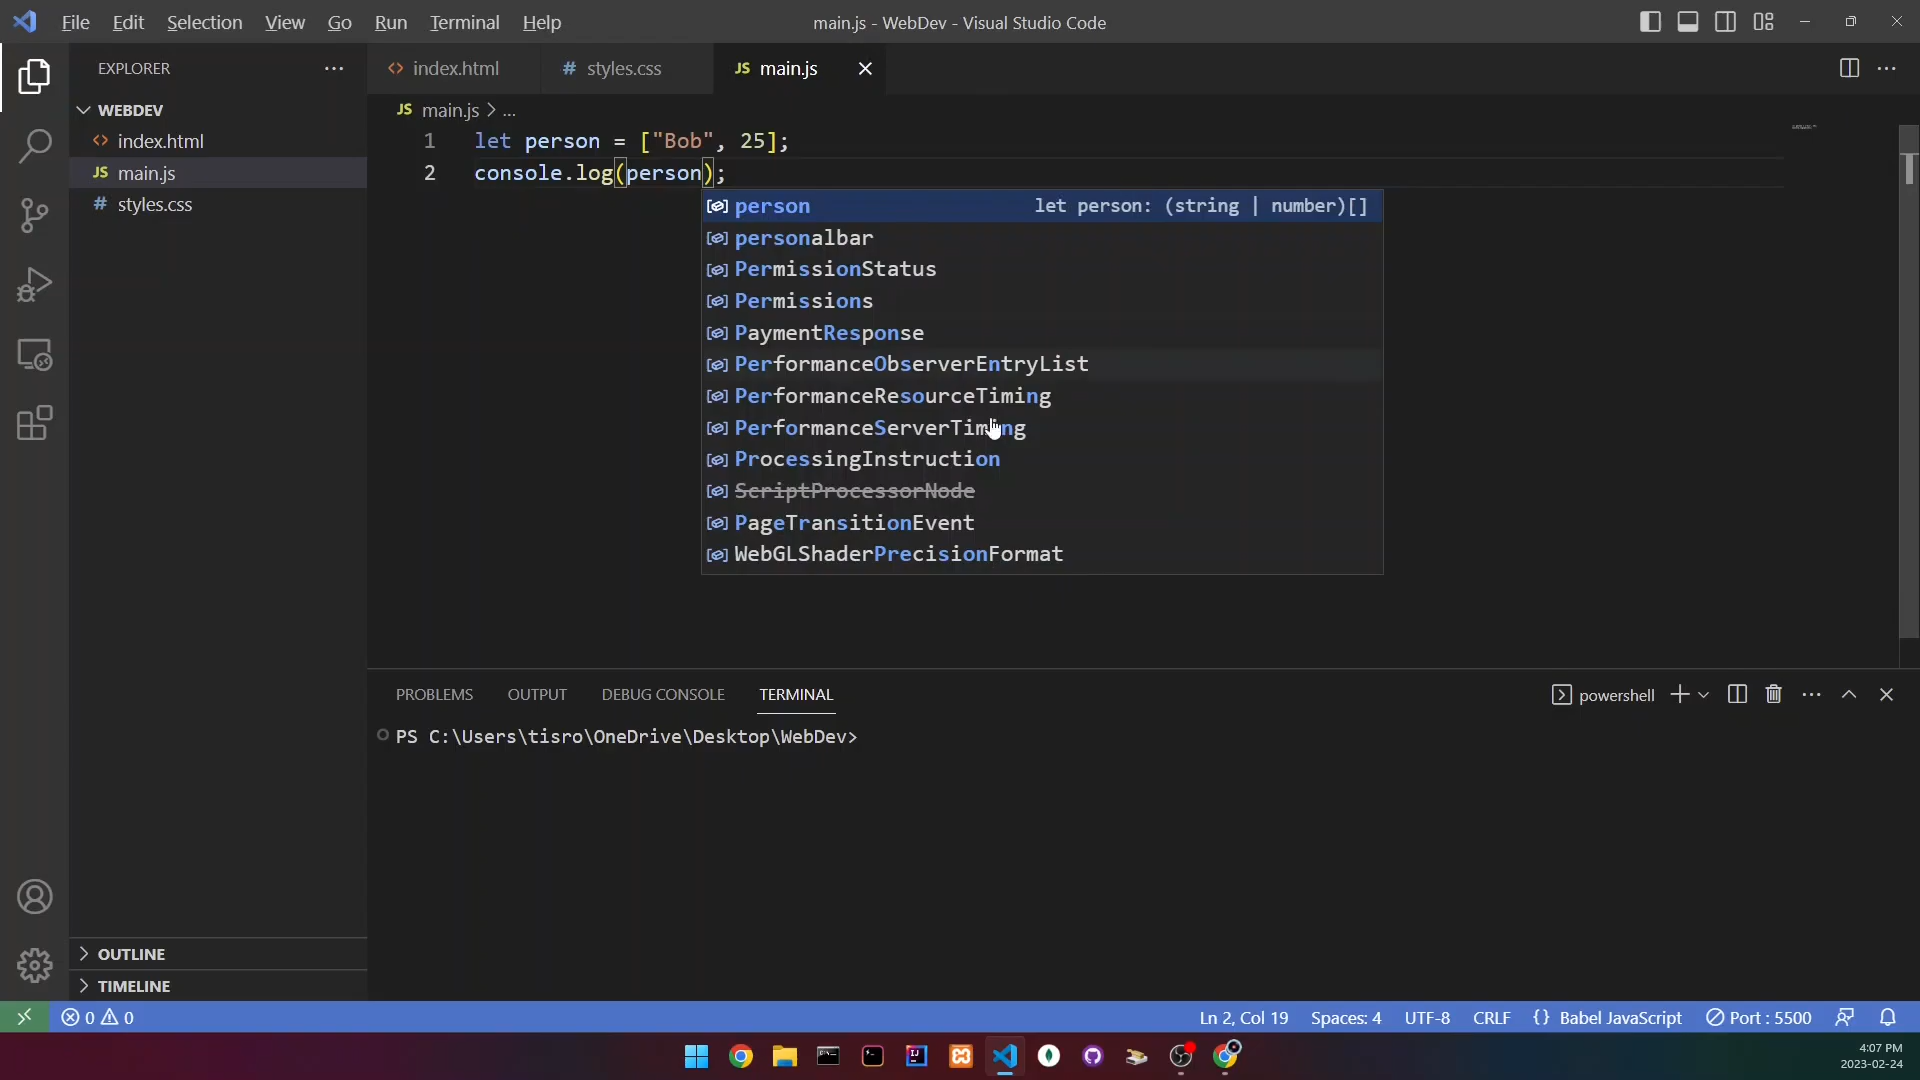 File Edit Selection View Go Run Terminal Help
main.js - WebDev - Visual Studio Code
EXPLORER
index.html
# styles.css
JS main.js
WEBDEV
index.html
JS main.js
# styles.css
JS main.js > ...
1 let person = ["Bob", 25];
2 console.log(person);
person let person: (string | number)[]
personalbar
PermissionStatus
Permissions
PaymentResponse
PerformanceObserverEntryList
PerformanceResourceTiming
PerformanceServerTiming
ProcessingInstruction
ScriptProcessorNode
PageTransitionEvent
WebGLShaderPrecisionFormat
PROBLEMS OUTPUT DEBUG CONSOLE TERMINAL
powershell
PS C:\Users\tisro\OneDrive\Desktop\WebDev>
OUTLINE
TIMELINE
0 0
Ln 2, Col 19 Spaces: 4 UTF-8 CRLF {} Babel JavaScript Port : 5500
4:07 PM
2023-02-24